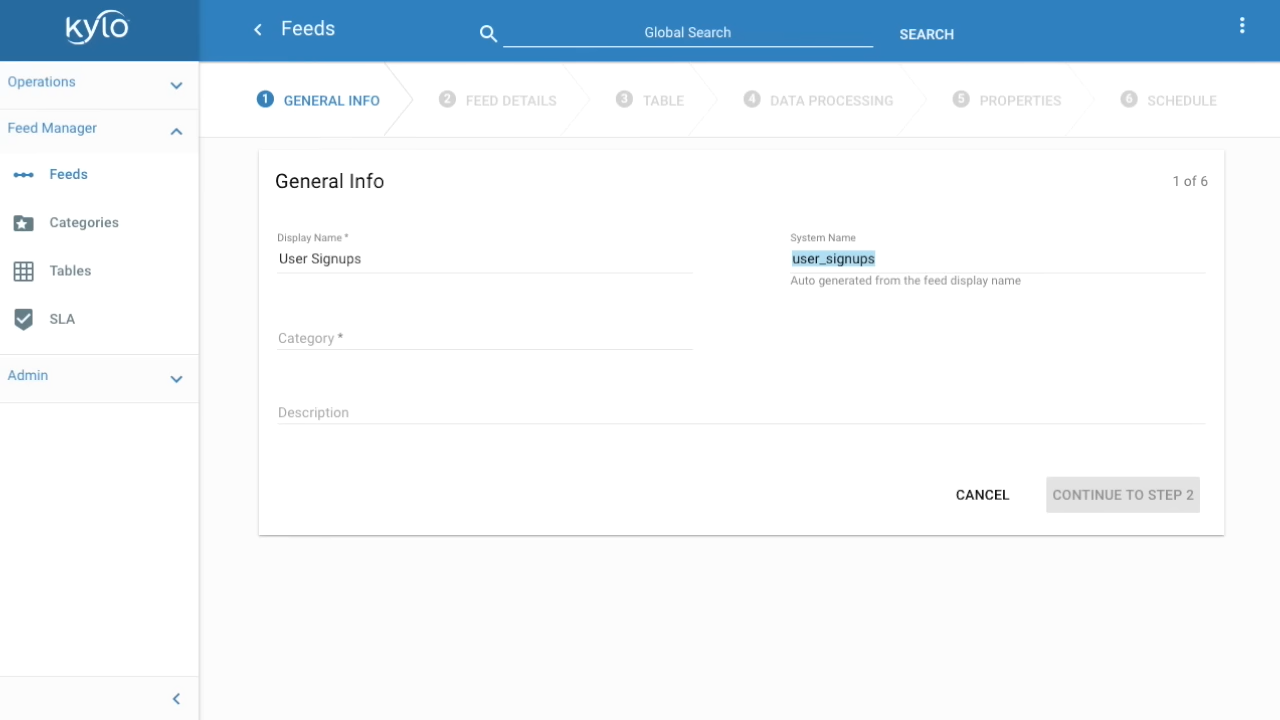 kylo
Feeds
Global Search
SEARCH
Operations
Feed Manager
Feeds
Categories
Tables
SLA
Admin
1 GENERAL INFO
2 FEED DETAILS
3 TABLE
4 DATA PROCESSING
5 PROPERTIES
6 SCHEDULE
General Info
1 of 6
Display Name *
User Signups
System Name
user_signups
Auto generated from the feed display name
Category *
Description
CANCEL
CONTINUE TO STEP 2